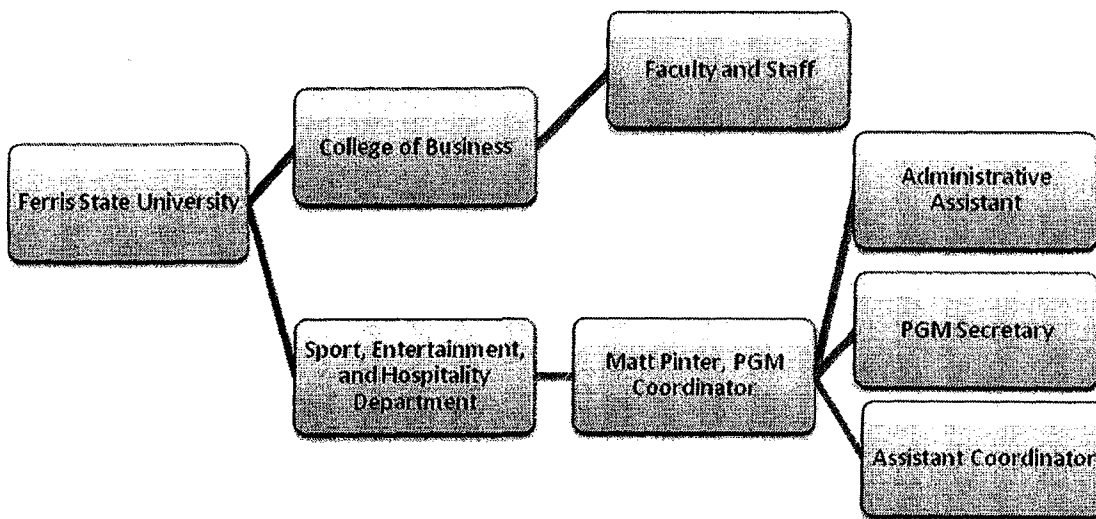 Faculty and Staff
College of Business
Ferris State University
Administrative
Assistant
PGM Secretary
Sport, Entertainment,
and Hospitality
Department
Matt Pinter, PGM
Coordinator
Assistant Coordinator